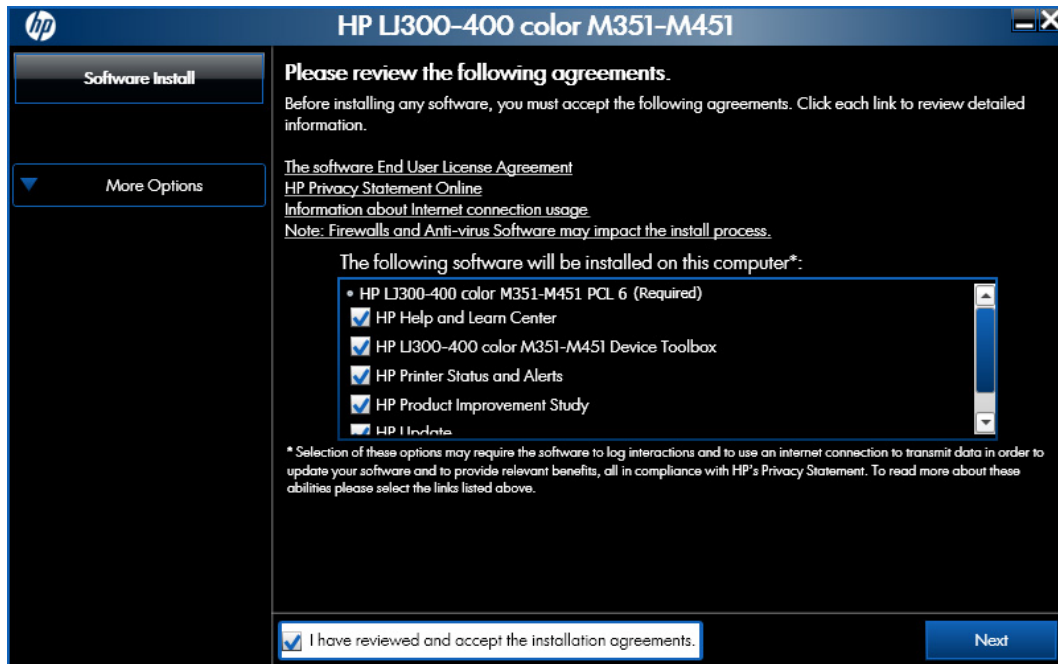 hp
HP LJ300-400 color M351-M451
Software Install
More Options
Please review the following agreements.
Before installing any software, you must accept the following agreements. Click each link to review detailed
information.
The software End User License Agreement
HP Privacy Statement Online
Information about Internet connection usage
Note: Firewalls and Anti-virus Software may impact the install process.
The following software will be installed on this computer*:
• HP LJ300-400 color M351-M451 PCL 6 (Required)
HP Help and Learn Center
HP LJ300-400 color M351-M451 Device Toolbox
HP Printer Status and Alerts
HP Product Improvement Study
HP Update
* Selection of these options may require the software to log interactions and to use an internet connection to transmit data in order to
update your software and to provide relevant benefits, all in compliance with HP's Privacy Statement. To read more about these
abilities please select the links listed above.
I have reviewed and accept the installation agreements.
Next